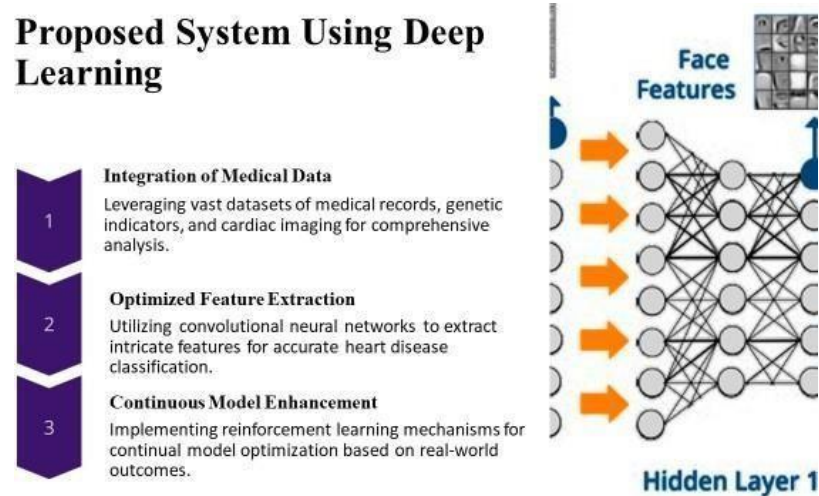 Proposed System Using Deep
Learning
1
Integration of Medical Data
Leveraging vast datasets of medical records, genetic
indicators, and cardiac imaging for comprehensive
analysis.
2
Optimized Feature Extraction
Utilizing convolutional neural networks to extract
intricate features for accurate heart disease
classification.
3
Continuous Model Enhancement
Implementing reinforcement learning mechanisms for
continual model optimization based on real-world
outcomes.
Face
Features
Hidden Layer 1